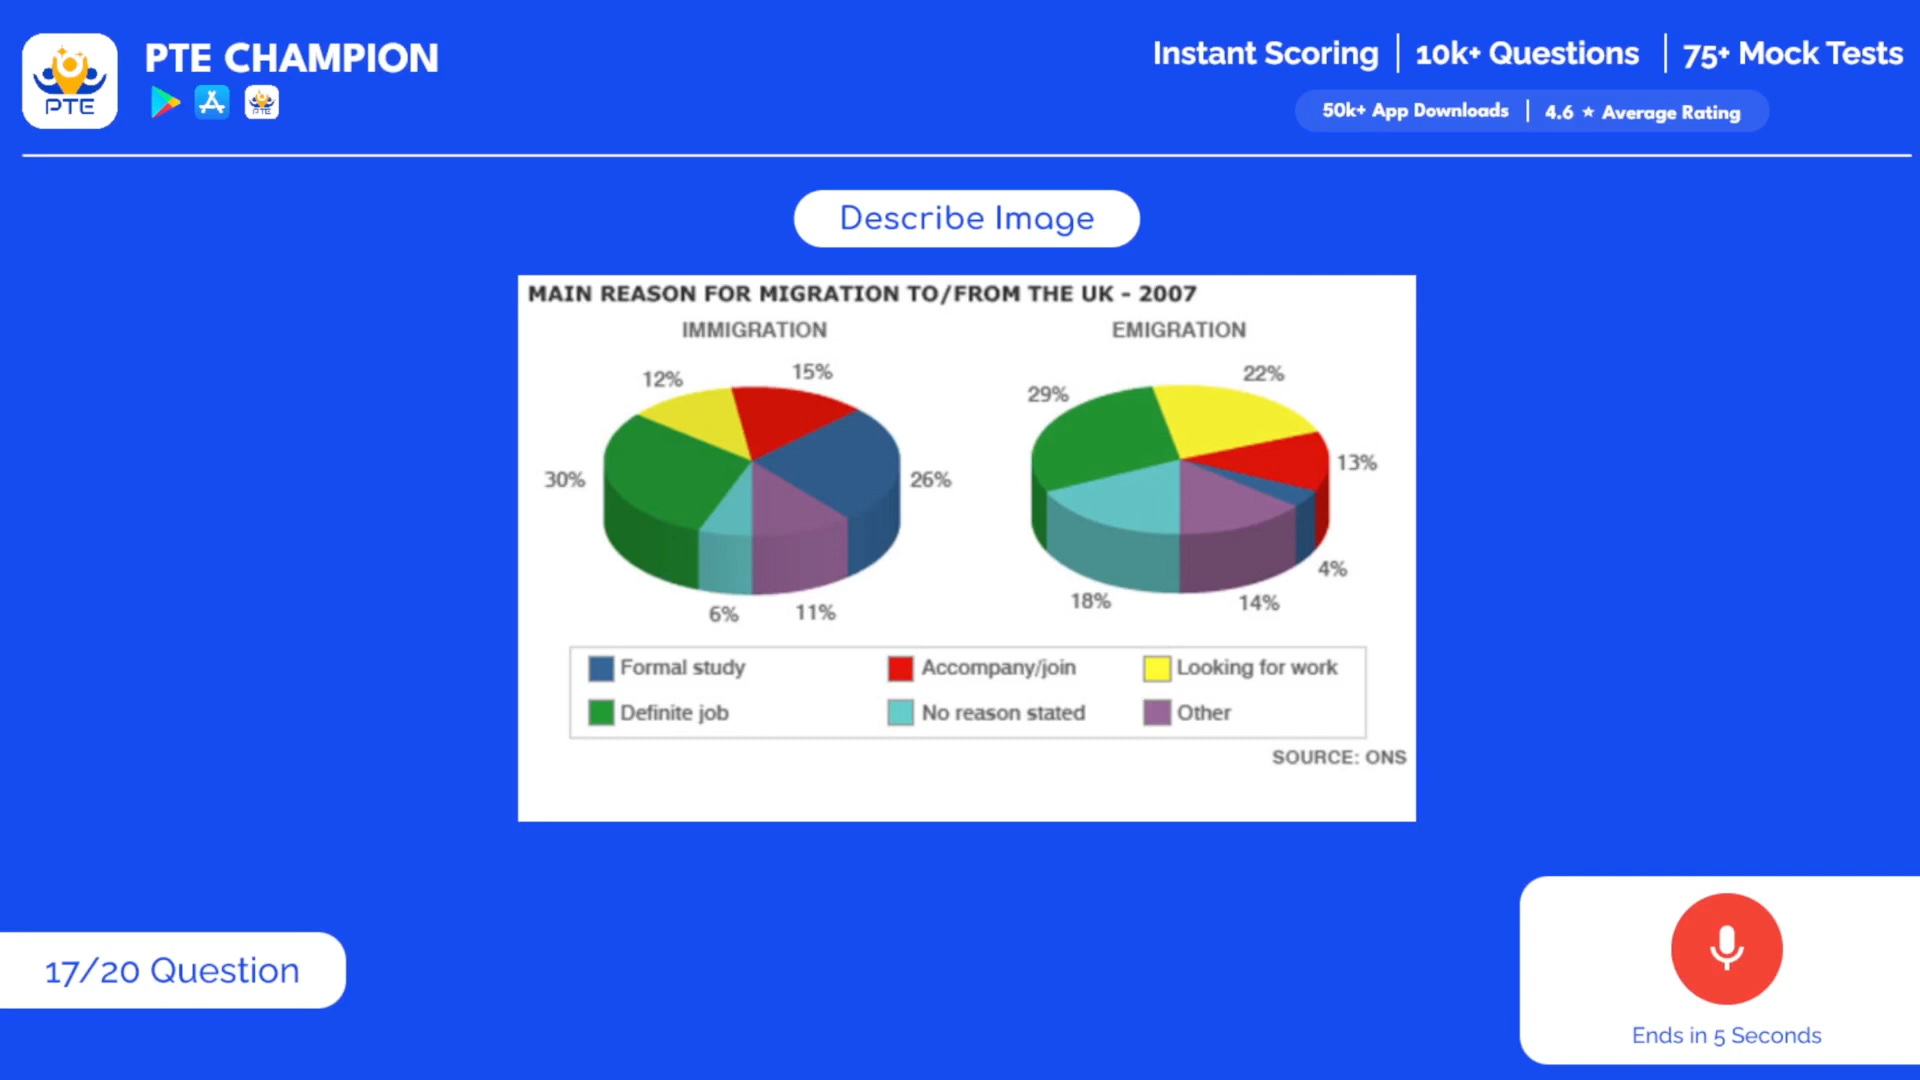 PTE CHAMPION
PTE
PTE
Instant Scoring | 10k+ Questions | 75+ Mock Tests
50k+ App Downloads | 4.6 ★ Average Rating
Describe Image
MAIN REASON FOR MIGRATION TO/FROM THE UK - 2007
IMMIGRATION
EMIGRATION
12%
15%
30%
26%
6%
11%
29%
22%
13%
4%
18%
14%
Formal study
Accompany/join
Looking for work
Definite job
No reason stated
Other
SOURCE: ONS
17/20 Question
Ends in 5 Seconds